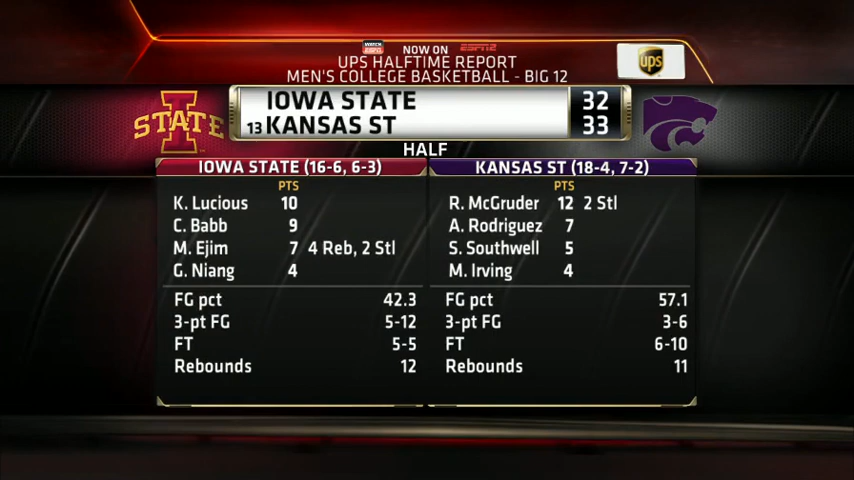 WATCH ESPN NOW ON ESPN2
UPS HALFTIME REPORT
MEN'S COLLEGE BASKETBALL - BIG 12
ups
STATE
IOWA STATE 32
13 KANSAS ST 33
HALF
IOWA STATE (16-6, 6-3)
PTS
K. Lucious 10
C. Babb 9
M. Ejim 7 4 Reb, 2 Stl
G. Niang 4
FG pct 42.3
3-pt FG 5-12
FT 5-5
Rebounds 12
KANSAS ST (18-4, 7-2)
PTS
R. McGruder 12 2 Stl
A. Rodriguez 7
S. Southwell 5
M. Irving 4
FG pct 57.1
3-pt FG 3-6
FT 6-10
Rebounds 11